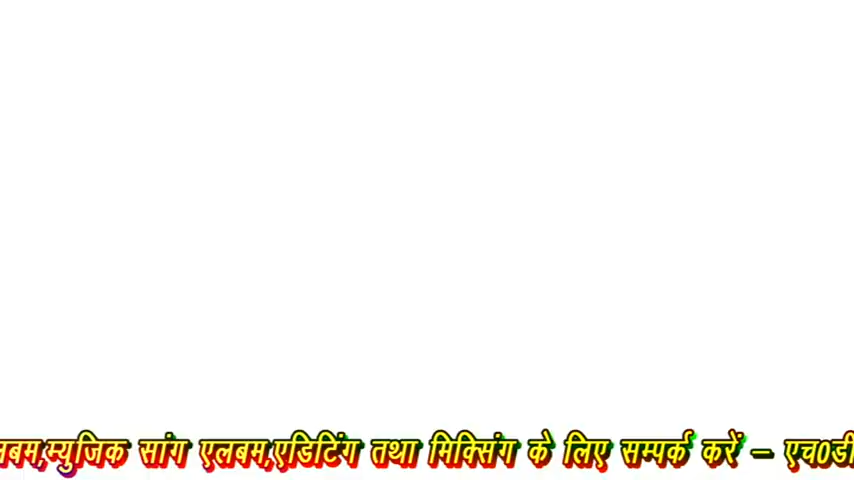 लबम,म्युजिक सांग एलबम,एडिटिंग तथा मिक्सिंग के लिए सम्पर्क करें – एच0डी